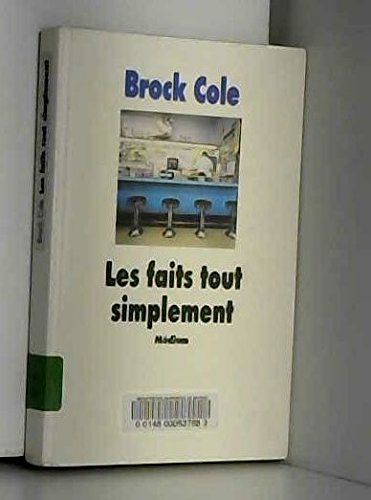 Brock Cole
Les faits tout
simplement
Médium
Brock Cole Les faits tout simplement